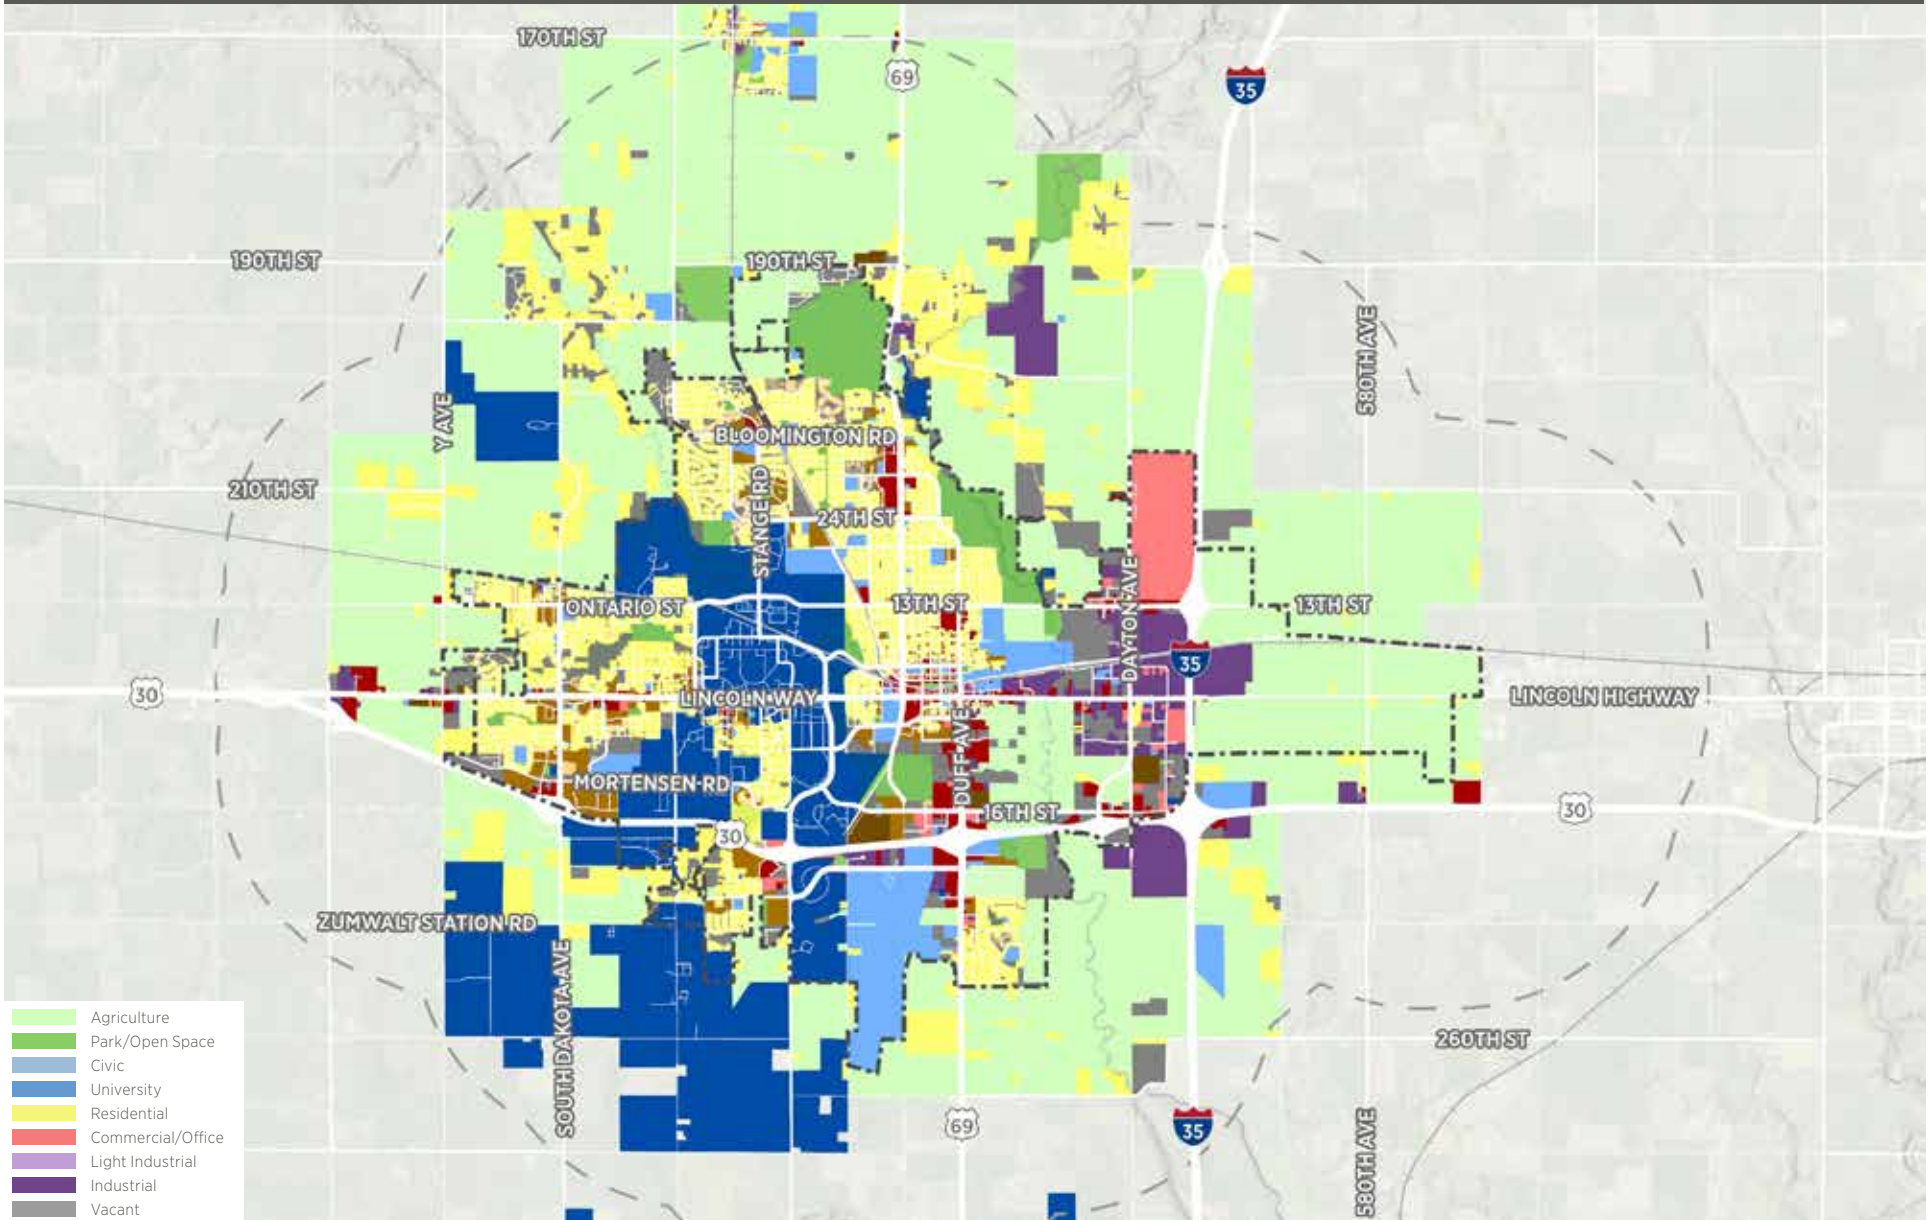 170TH ST
69
35
190TH ST
190TH ST
580TH AVE
Y AVE
BLOOMINGTON RD
210TH ST
STANGE RD
24TH ST
DAYTON AVE
ONTARIO ST
13TH ST
13TH ST
35
30
LINCOLN WAY
LINCOLN HIGHWAY
DUFF AVE
MORTENSEN RD
16TH ST
30
30
ZUMWALT STATION RD
SOUTH DAKOTA AVE
260TH ST
69
35
580TH AVE
Agriculture
Park/Open Space
Civic
University
Residential
Commercial/Office
Light Industrial
Industrial
Vacant